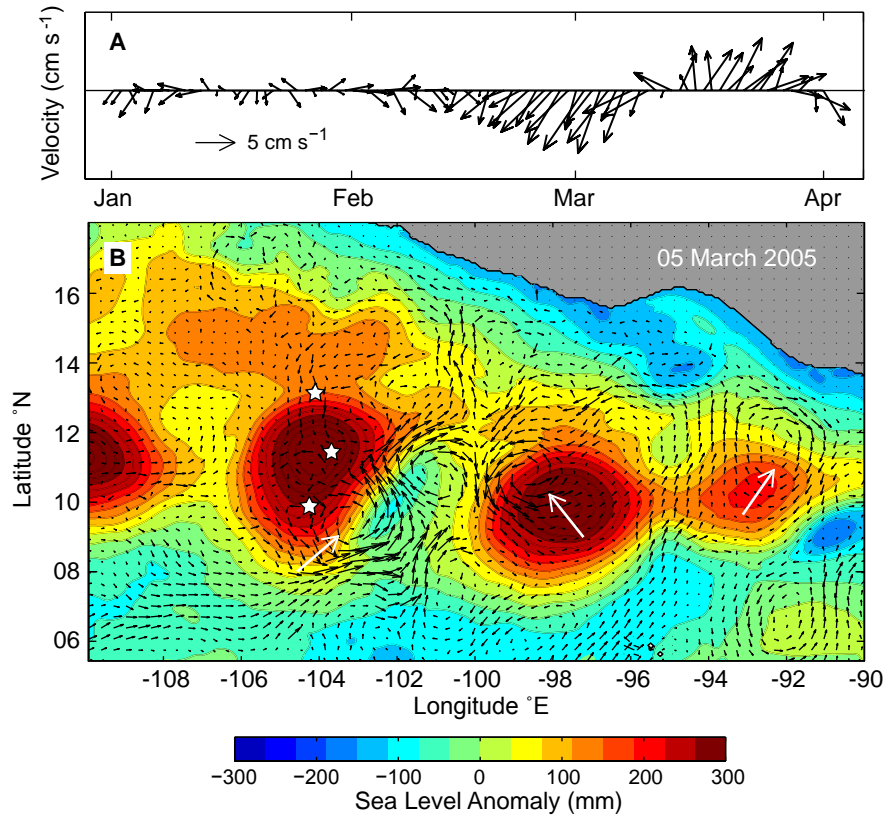 A
Velocity (cm s⁻¹)
5 cm s⁻¹
Jan Feb Mar Apr
B
05 March 2005
Latitude ˚N
16
14
12
10
08
06
-108 -106 -104 -102 -100 -98 -96 -94 -92 -90
Longitude ˚E
−300 −200 −100 0 100 200 300
Sea Level Anomaly (mm)